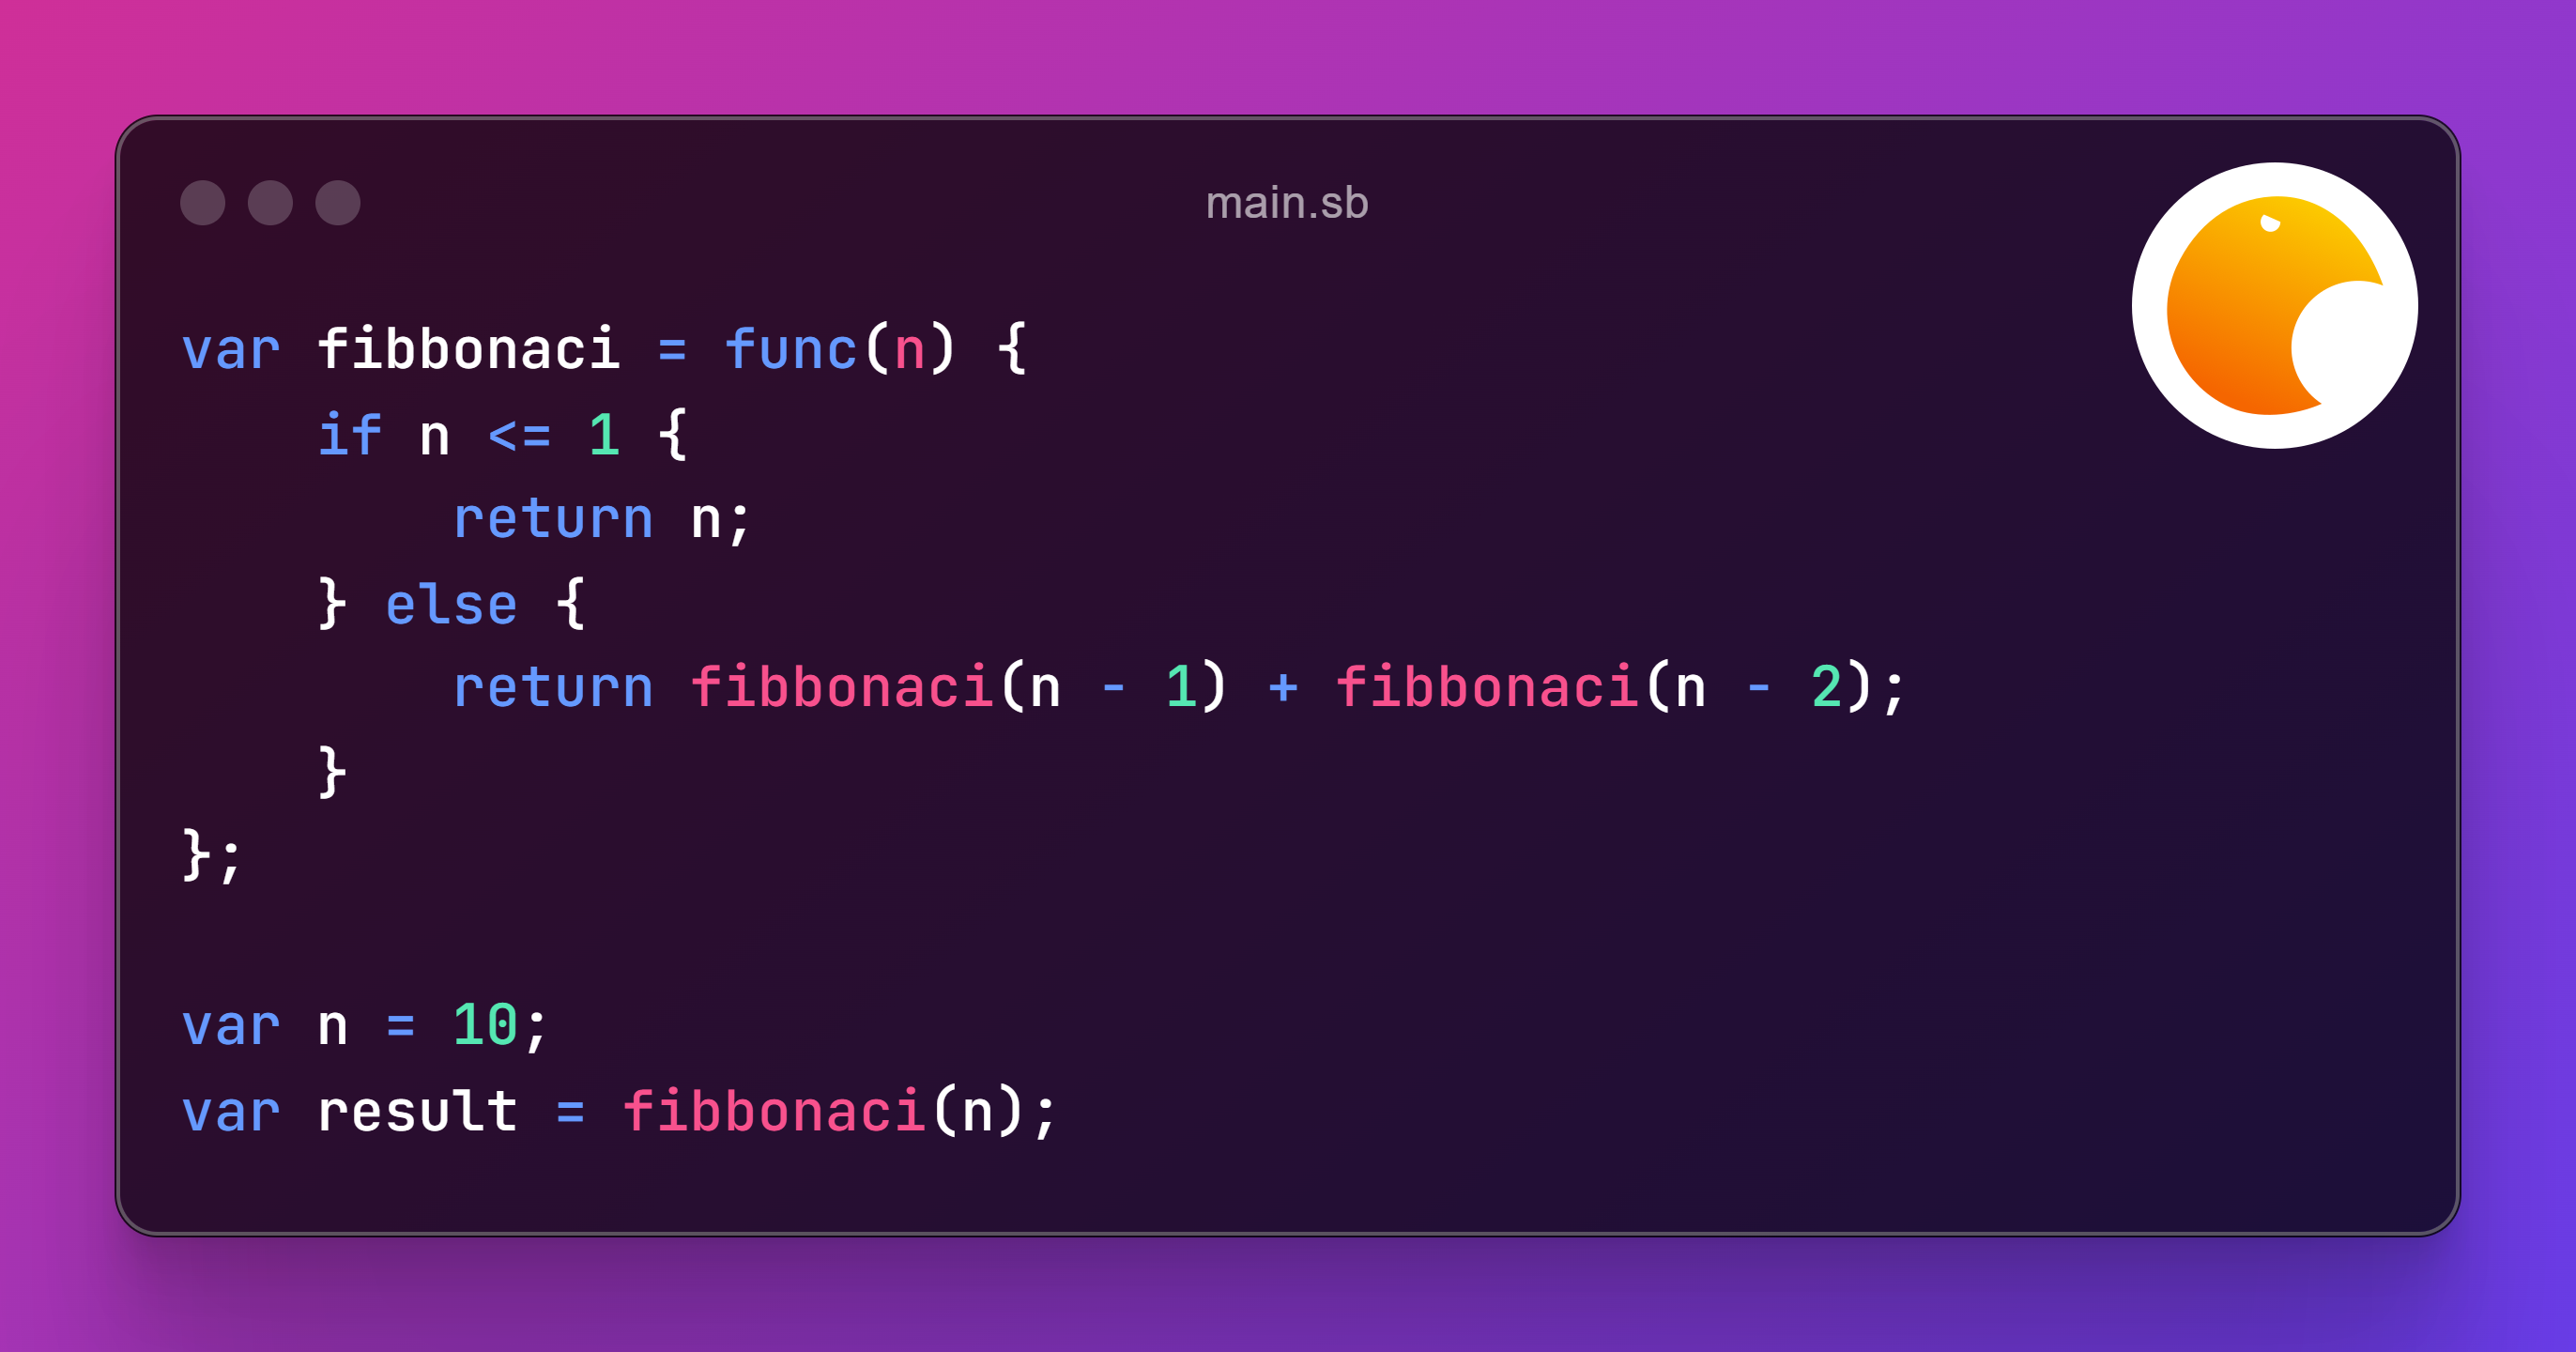 main.sb
var fibbonaci = func(n) {
    if n <= 1 {
        return n;
    } else {
        return fibbonaci(n - 1) + fibbonaci(n - 2);
    }
};

var n = 10;
var result = fibbonaci(n);